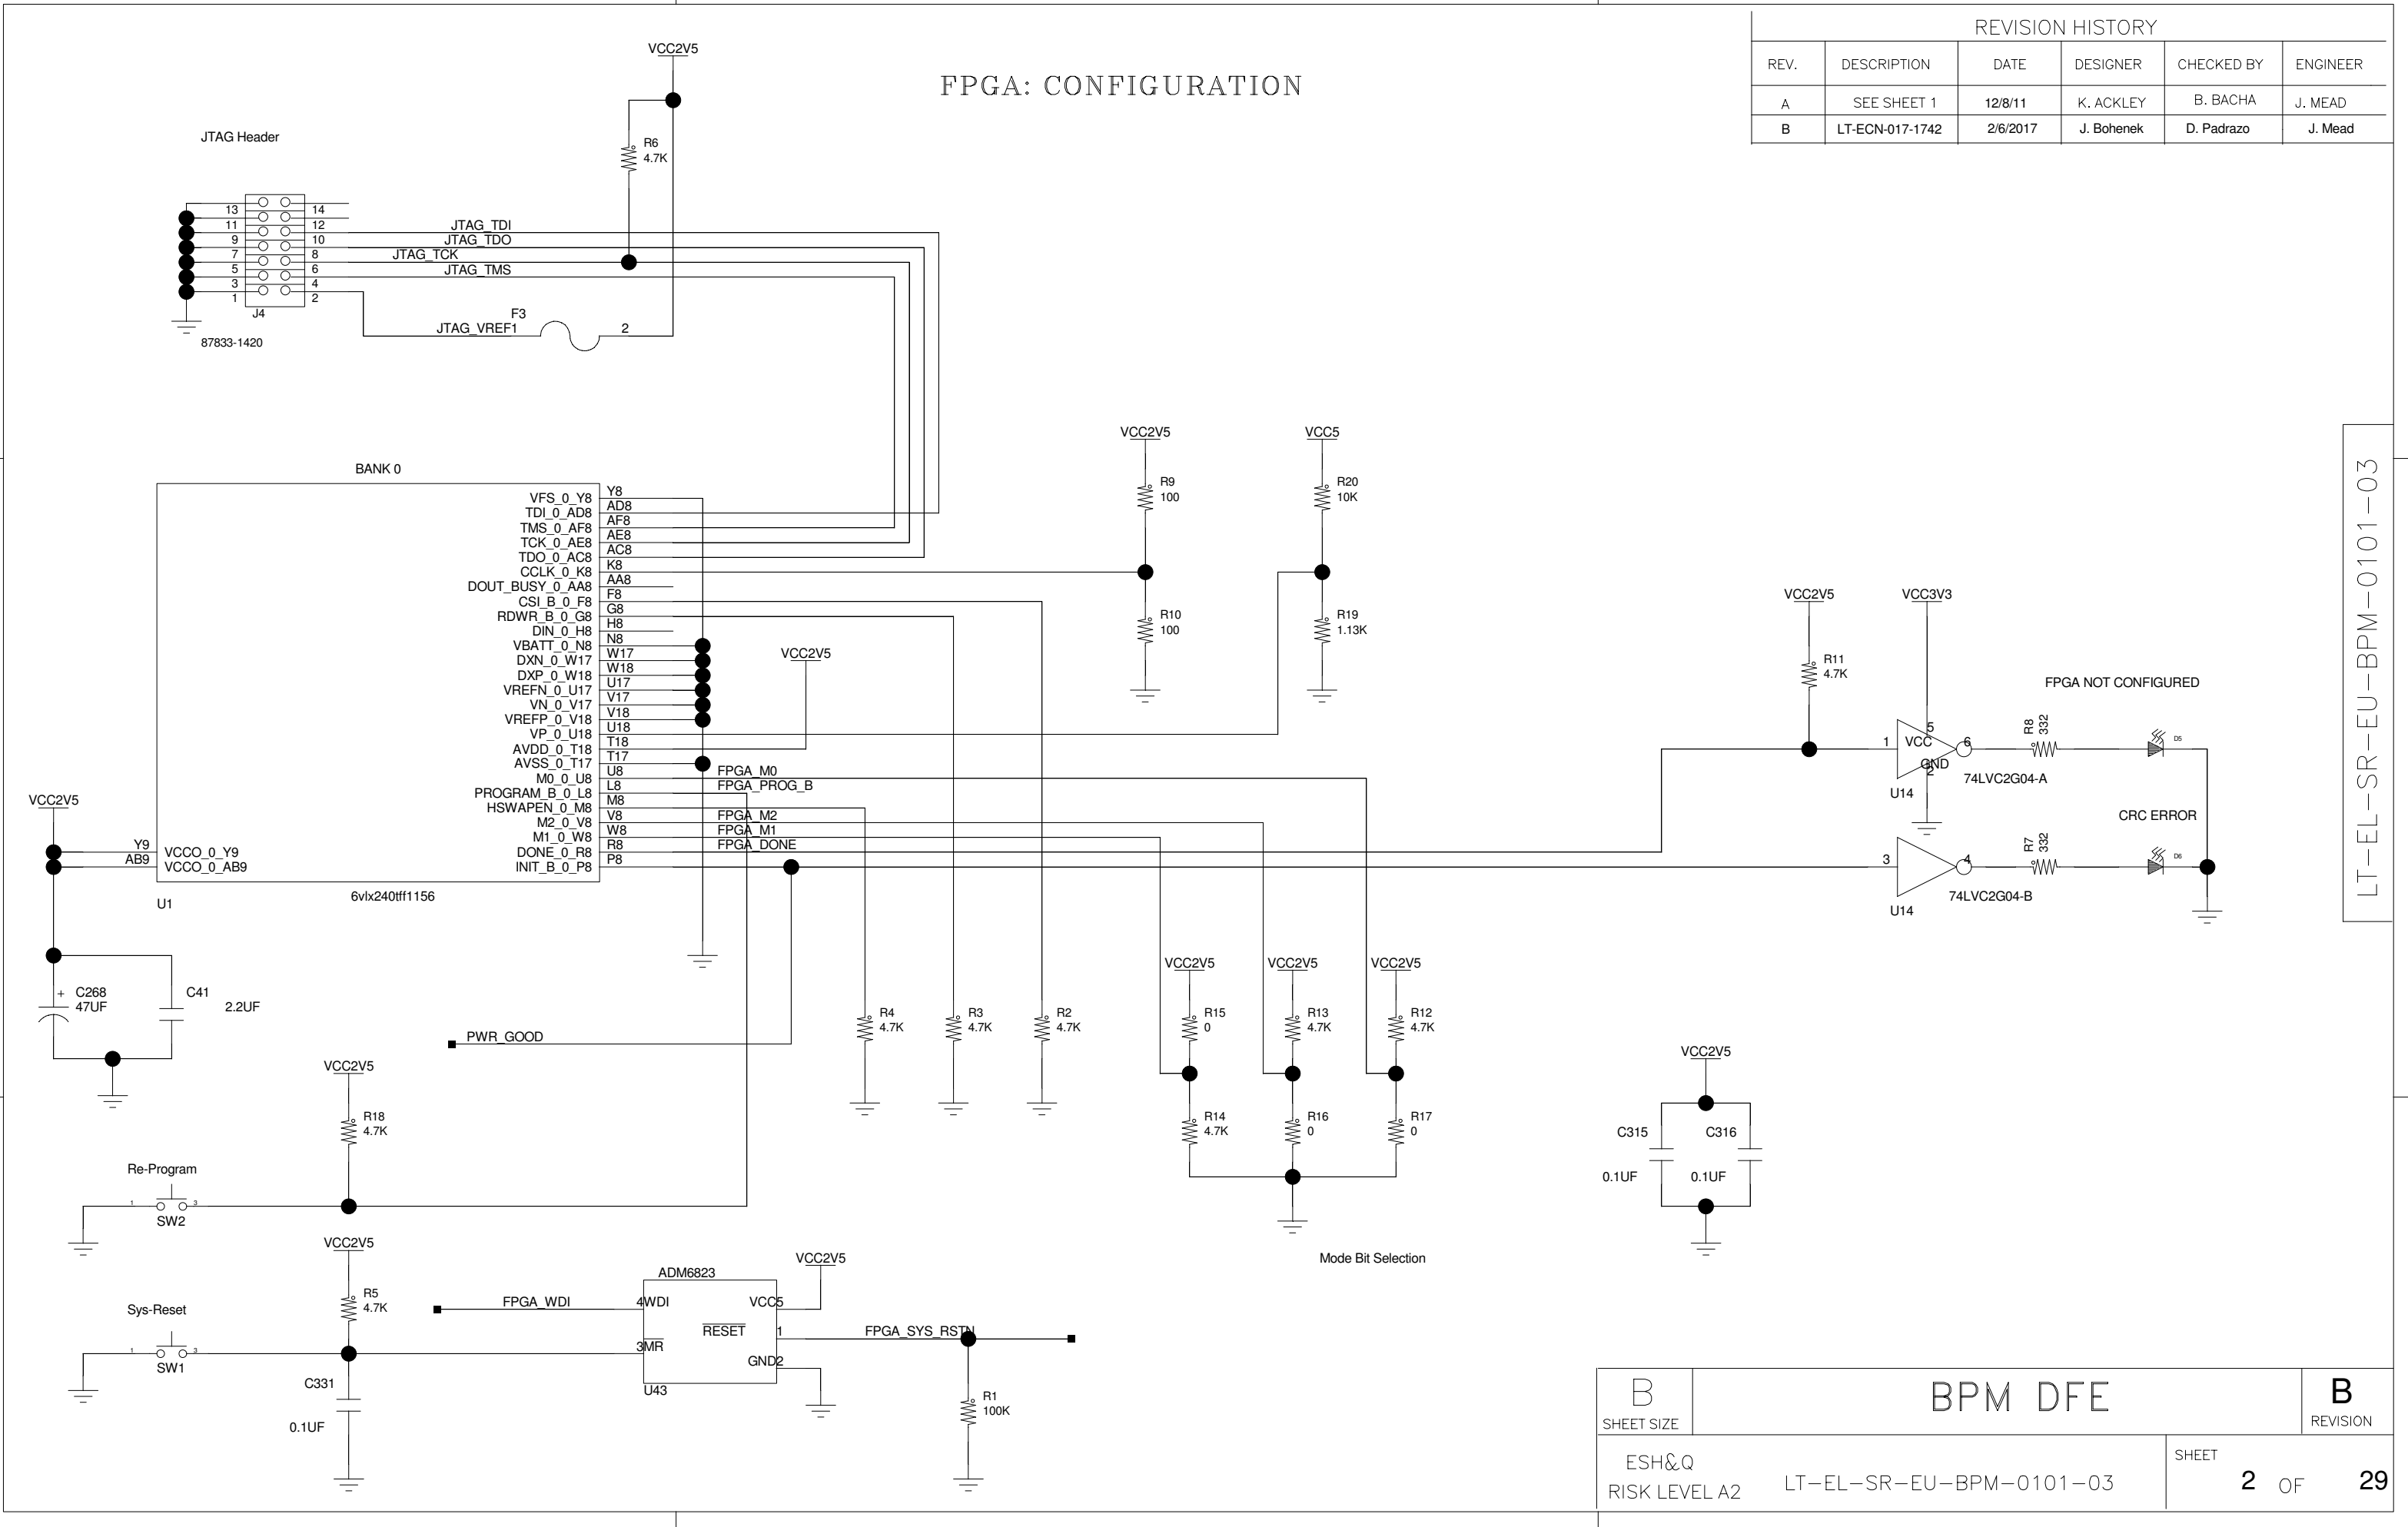 REVISION HISTORY
REV. DESCRIPTION DATE DESIGNER CHECKED BY ENGINEER
A SEE SHEET 1 12/8/11 K. ACKLEY B. BACHA J. MEAD
B LT-ECN-017-1742 2/6/2017 J. Bohenek D. Padrazo J. Mead
FPGA: CONFIGURATION
VCC2V5
R6
4.7K
JTAG Header
13 14
11 12
9 10
7 8
5 6
3 4
1 2
J4
87833-1420
JTAG_TDI
JTAG_TDO
JTAG_TCK
JTAG_TMS
F3
JTAG_VREF1 2
BANK 0
VFS_0_Y8 Y8
TDI_0_AD8 AD8
TMS_0_AF8 AF8
TCK_0_AE8 AE8
TDO_0_AC8 AC8
CCLK_0_K8 K8
DOUT_BUSY_0_AA8 AA8
CSI_B_0_F8 F8
RDWR_B_0_G8 G8
DIN_0_H8 H8
VBATT_0_N8 N8
DXN_0_W17 W17
DXP_0_W18 W18
VREFN_0_U17 U17
VN_0_V17 V17
VREFP_0_V18 V18
VP_0_U18 U18
AVDD_0_T18 T18
AVSS_0_T17 T17
M0_0_U8 U8 FPGA_M0
PROGRAM_B_0_L8 L8 FPGA_PROG_B
HSWAPEN_0_M8 M8
M2_0_V8 V8 FPGA_M2
M1_0_W8 W8 FPGA_M1
DONE_0_R8 R8 FPGA_DONE
INIT_B_0_P8 P8
VCC2V5
Y9 VCCO_0_Y9
AB9 VCCO_0_AB9
U1
6vlx240tff1156
VCC2V5
VCC2V5
R9
100
R10
100
VCC5
R20
10K
R19
1.13K
VCC2V5
R11
4.7K
VCC3V3
FPGA NOT CONFIGURED
1 VCC 5 6
GND
2
U14
74LVC2G04-A
R8
332
D5
CRC ERROR
3 4
U14
74LVC2G04-B
R7
332
D6
LT-EL-SR-EU-BPM-0101-03
+ C268
47UF
C41
2.2UF
PWR_GOOD
R4
4.7K
R3
4.7K
R2
4.7K
VCC2V5
R15
0
R14
4.7K
VCC2V5
R13
4.7K
R16
0
VCC2V5
R12
4.7K
R17
0
Mode Bit Selection
VCC2V5
C315
0.1UF
C316
0.1UF
VCC2V5
R18
4.7K
Re-Program
1 3
SW2
VCC2V5
R5
4.7K
Sys-Reset
1 3
SW1
C331
0.1UF
FPGA_WDI
ADM6823
4WDI VCC5
RESET 1
3MR
GND2
U43
VCC2V5
FPGA_SYS_RSTN
R1
100K
B
SHEET SIZE
BPM DFE
B
REVISION
ESH&Q
RISK LEVEL A2
LT-EL-SR-EU-BPM-0101-03
SHEET
2 OF 29